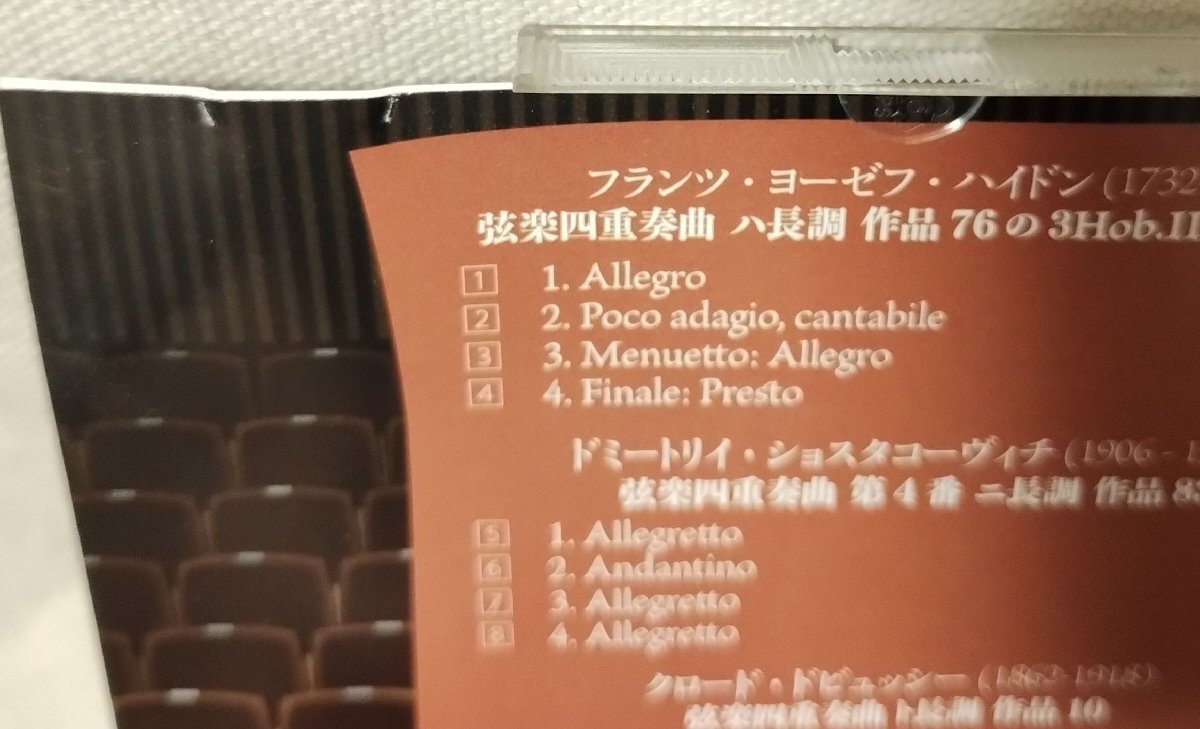 フランツ・ヨーゼフ・ハイドン (1732
弦楽四重奏曲 ハ長調 作品 76 の 3Hob.II
1 1. Allegro
2 2. Poco adagio, cantabile
3 3. Menuetto: Allegro
4 4. Finale: Presto
ドミートリイ・ショスタコーヴィチ (1906 - 1
弦楽四重奏曲 第 4 番 ニ長調 作品 83
5 1. Allegretto
6 2. Andantino
7 3. Allegretto
8 4. Allegretto
クロード・ドビュッシー (1862-1918)
弦楽四重奏曲 ト長調 作品 10